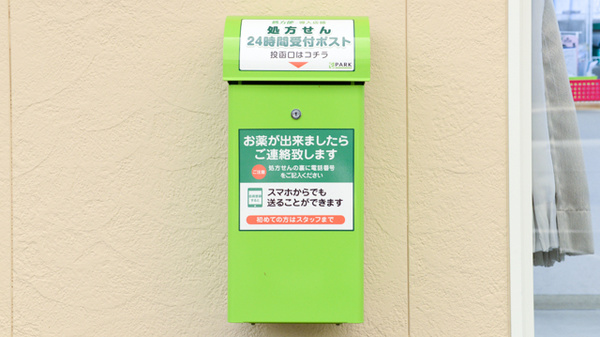 処方せん
24時間受付ポスト
投函口はコチラ
EPARK
お薬が出来ましたら
ご連絡致します
処方せんの裏に電話番号
をご記入ください
スマホからでも
送ることができます
初めての方はスタッフまで